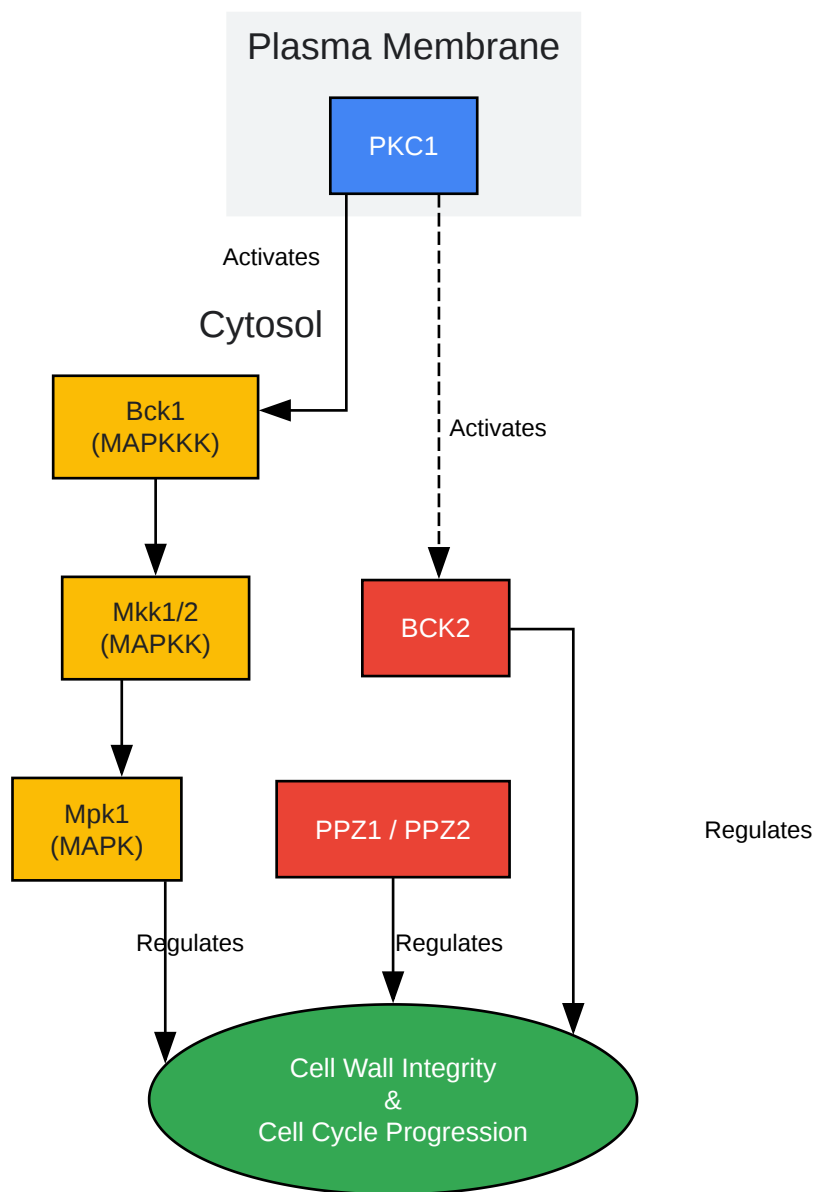 Plasma Membrane
PKC1
Activates
Cytosol
Bck1
(MAPKKK)
Activates
Mkk1/2
(MAPKK)
BCK2
Mpk1
(MAPK)
PPZ1 / PPZ2
Regulates
Regulates
Regulates
Cell Wall Integrity
&
Cell Cycle Progression